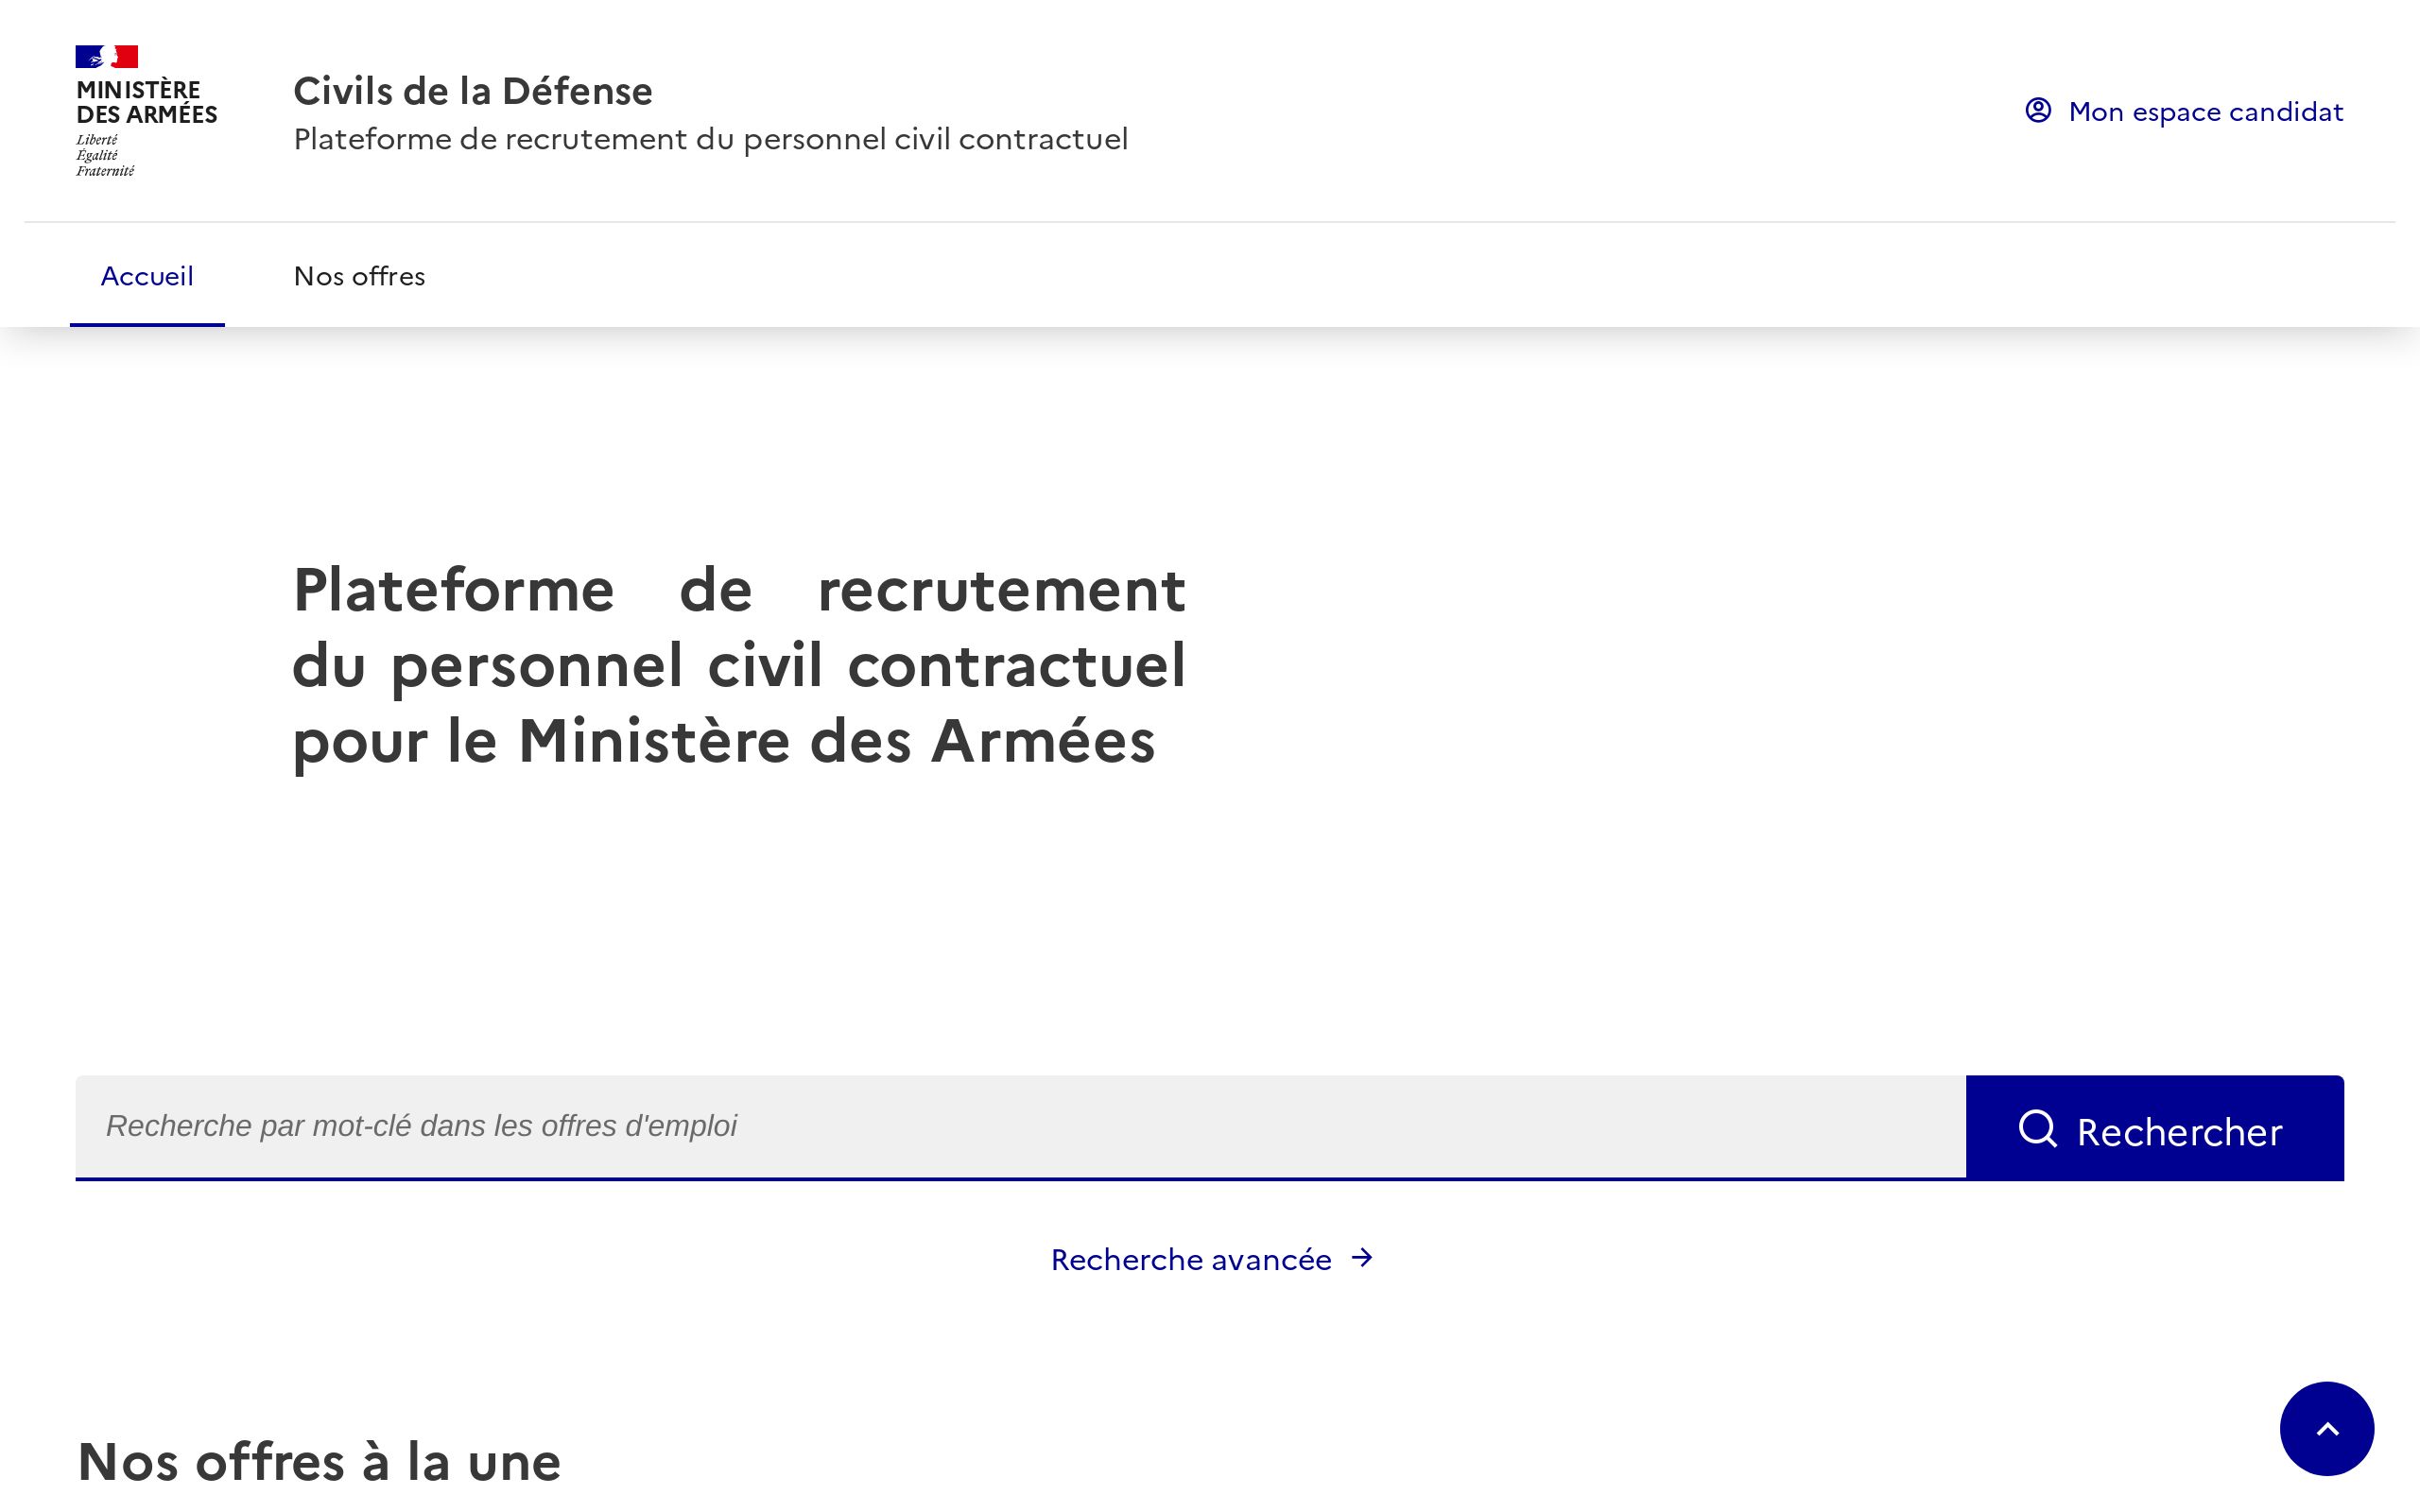 MINISTÈRE
DES ARMÉES
Liberté
Égalité
Fraternité
Civils de la Défense
Plateforme de recrutement du personnel civil contractuel
Mon espace candidat
Accueil
Nos offres
Plateforme de recrutement
du personnel civil contractuel
pour le Ministère des Armées
Recherche par mot-clé dans les offres d'emploi
Rechercher
Recherche avancée
Nos offres à la une